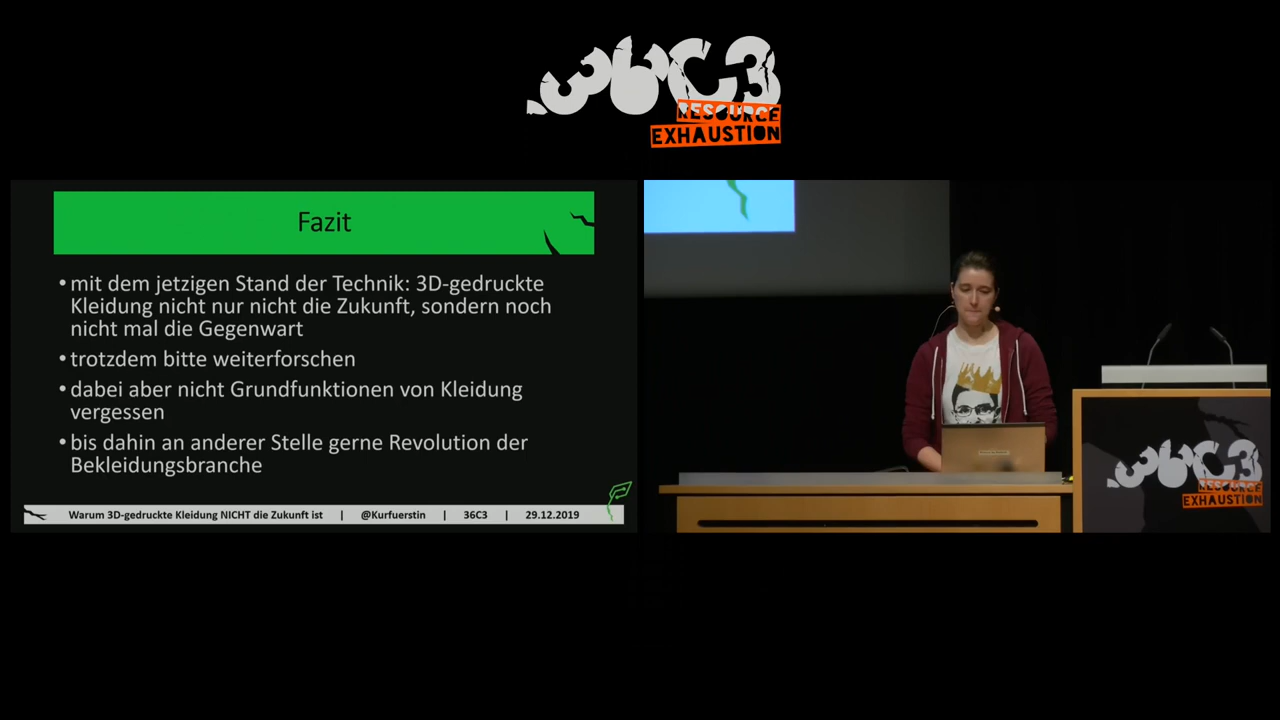 36C3
RESOURCE
EXHAUSTION
Fazit
• mit dem jetzigen Stand der Technik: 3D-gedruckte
Kleidung nicht nur nicht die Zukunft, sondern noch
nicht mal die Gegenwart
• trotzdem bitte weiterforschen
• dabei aber nicht Grundfunktionen von Kleidung
vergessen
• bis dahin an anderer Stelle gerne Revolution der
Bekleidungsbranche
Warum 3D-gedruckte Kleidung NICHT die Zukunft ist | @Kurfuerstin | 36C3 | 29.12.2019
36C3
RESOURCE
EXHAUSTION